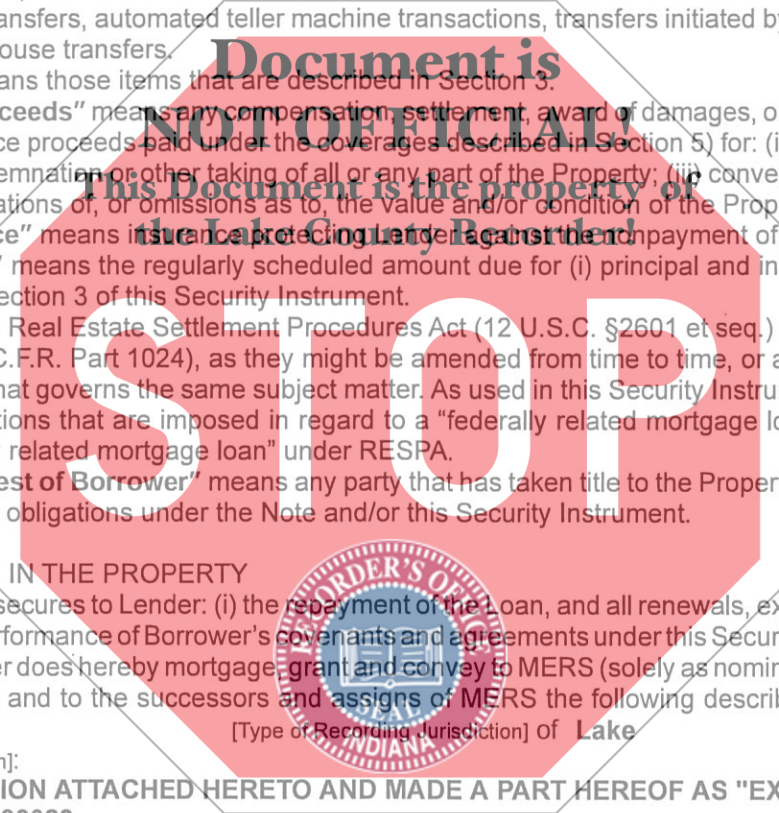 ansfers, automated teller machine transactions, transfers initiated by
ouse transfers.
Document is
ans those items that are described in Section 3.
ceeds” means any compensation, settlement, award of damages, o
NOT OFFICIAL!
ce proceeds paid under the coverages described in Section 5) for: (i
emnation or other taking of all or any part of the Property; (iii) conve
This Document is the property of
ations of, or omissions as to, the value and/or condition of the Prop
the Lake County Recorder!
ce” means insurance protecting Lender against the nonpayment of
” means the regularly scheduled amount due for (i) principal and in
ection 3 of this Security Instrument.
Real Estate Settlement Procedures Act (12 U.S.C. §2601 et seq.)
C.F.R. Part 1024), as they might be amended from time to time, or a
hat governs the same subject matter. As used in this Security Instru
STOP
tions that are imposed in regard to a “federally related mortgage lo
related mortgage loan” under RESPA.
est of Borrower” means any party that has taken title to the Propert
obligations under the Note and/or this Security Instrument.
IN THE PROPERTY
secures to Lender: (i) the repayment of the Loan, and all renewals, ex
rformance of Borrower’s covenants and agreements under this Secur
er does hereby mortgage, grant and convey to MERS (solely as nomin
and to the successors and assigns of MERS the following describ
RECORDER'S OFFICE
SEAL
INDIANA
[Type of Recording Jurisdiction] of Lake
n]:
ION ATTACHED HERETO AND MADE A PART HEREOF AS "EX